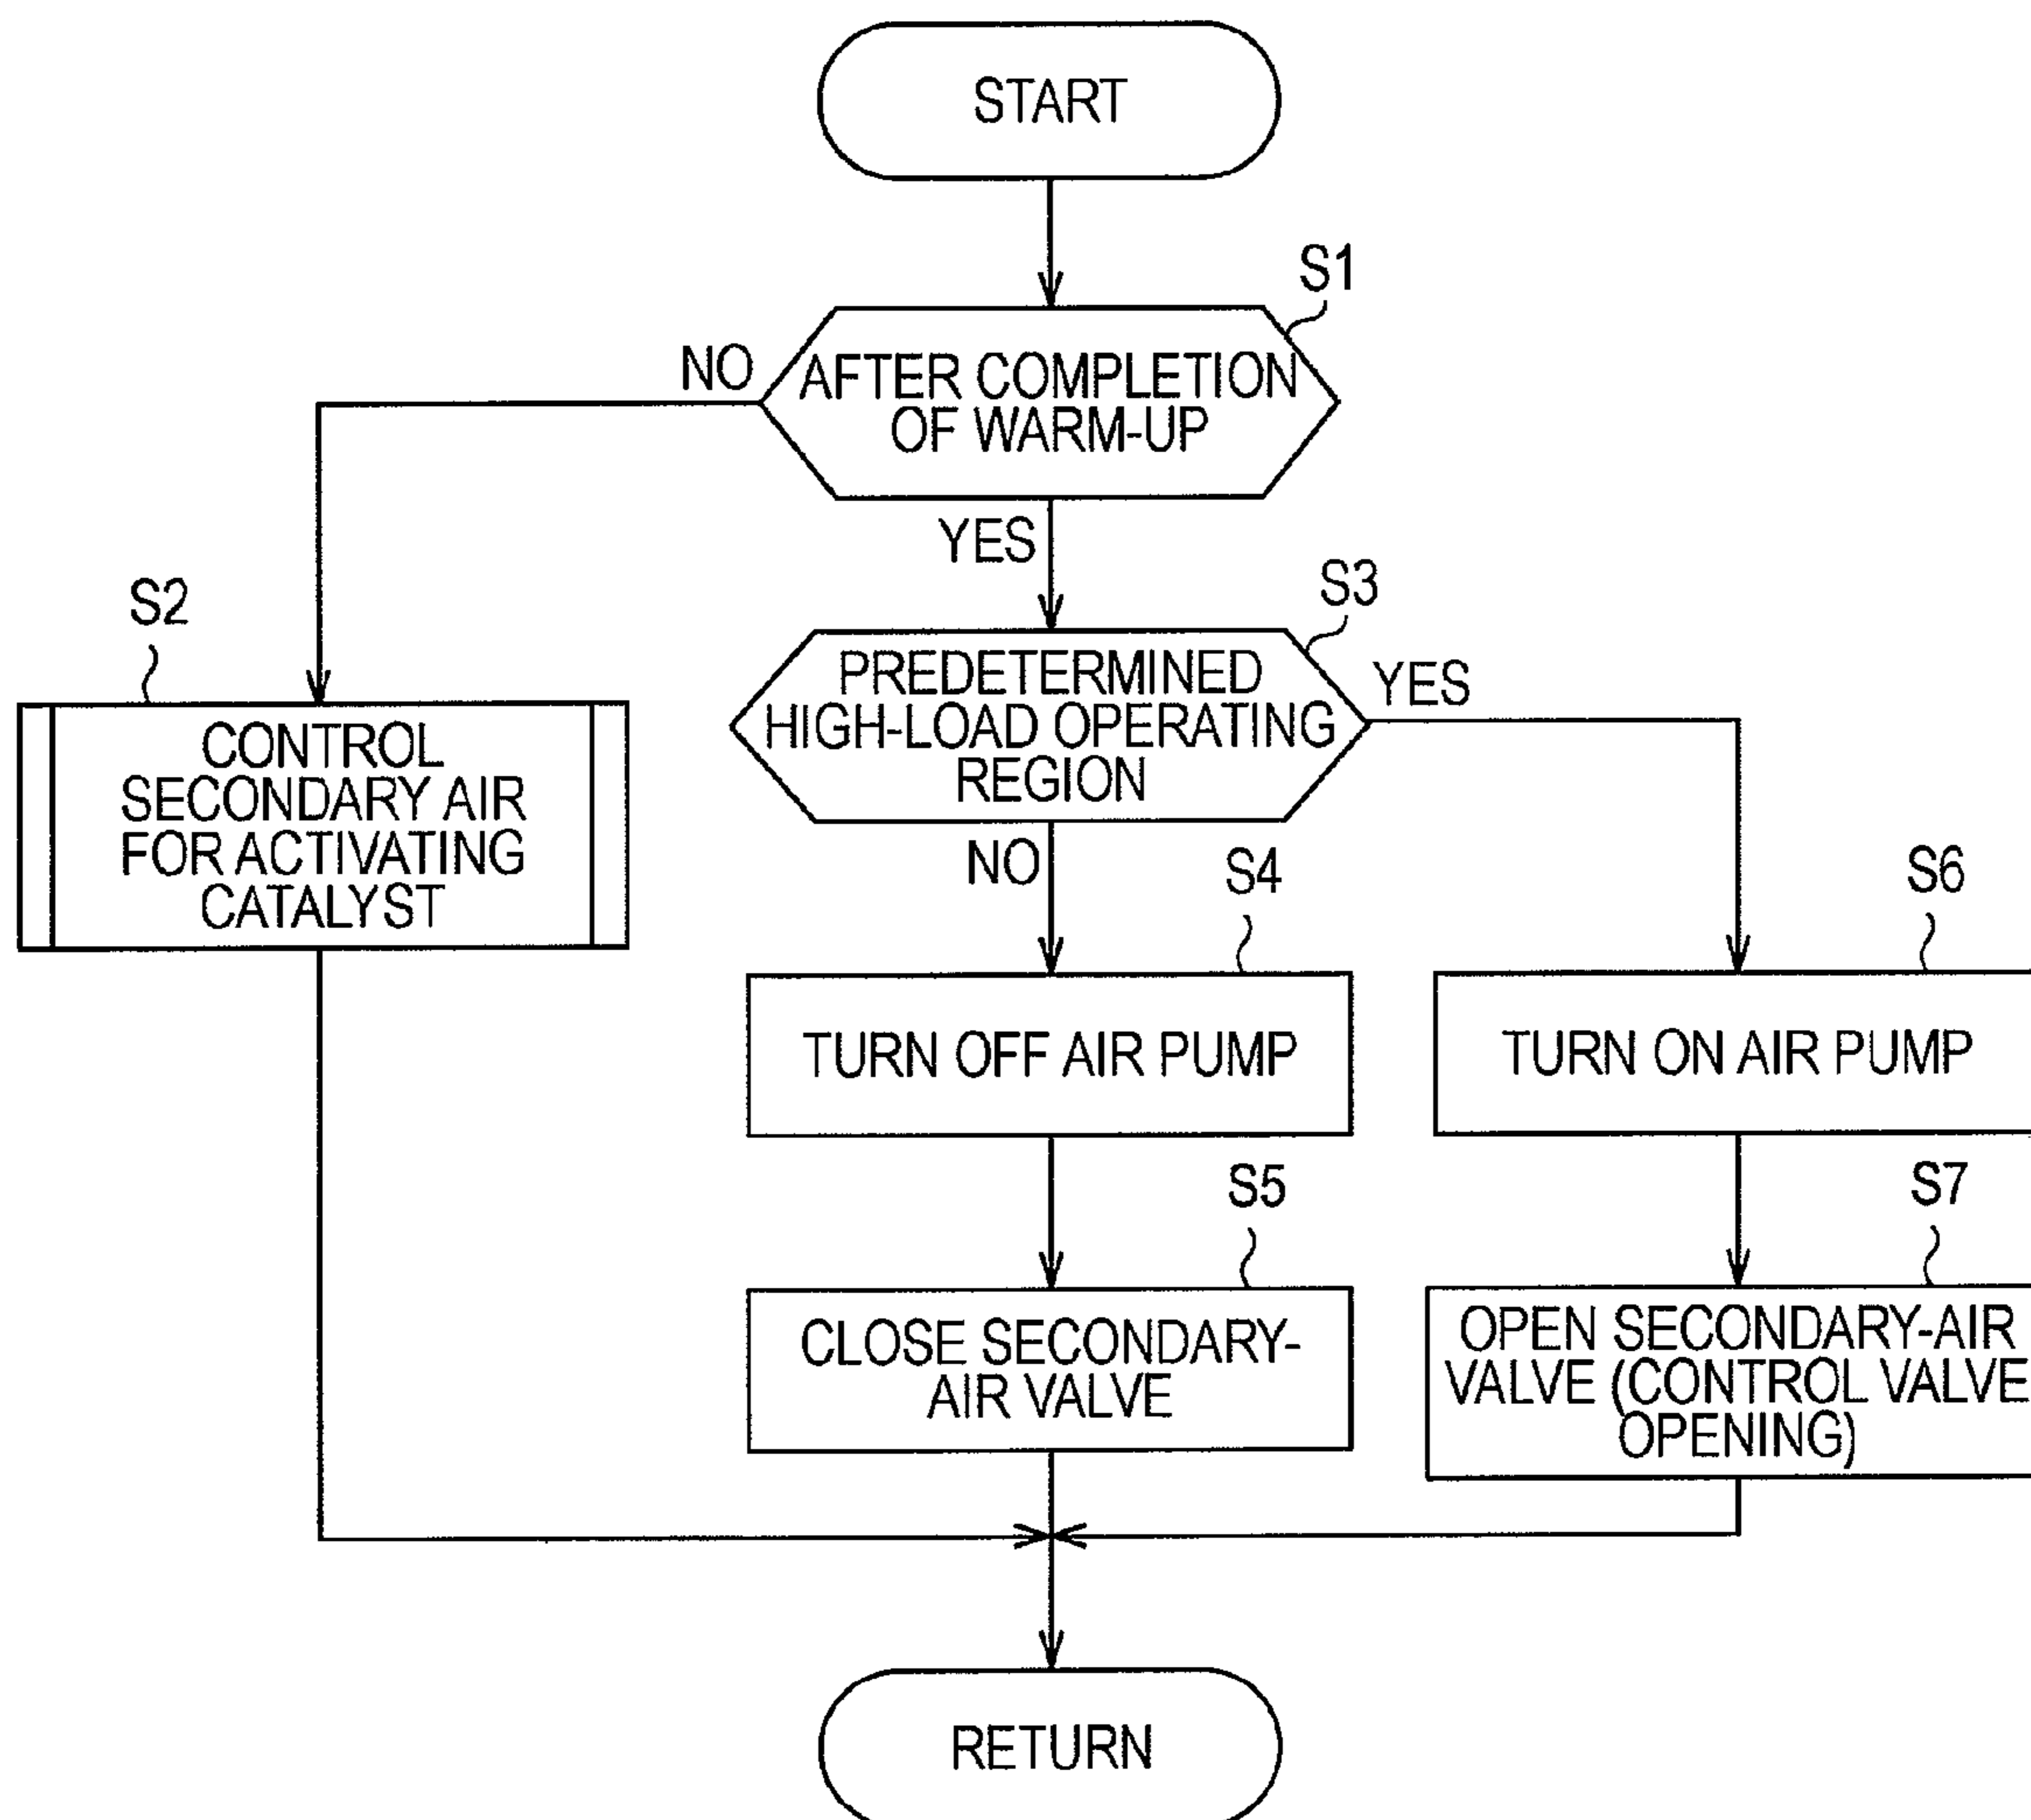 START
S1
NO
AFTER COMPLETION
OF WARM-UP
YES
S2
S3
PREDETERMINED
HIGH-LOAD OPERATING
REGION
YES
CONTROL
SECONDARY AIR
FOR ACTIVATING
CATALYST
NO
S4
S6
TURN OFF AIR PUMP
TURN ON AIR PUMP
S5
S7
CLOSE SECONDARY-
AIR VALVE
OPEN SECONDARY-AIR
VALVE (CONTROL VALVE
OPENING)
RETURN